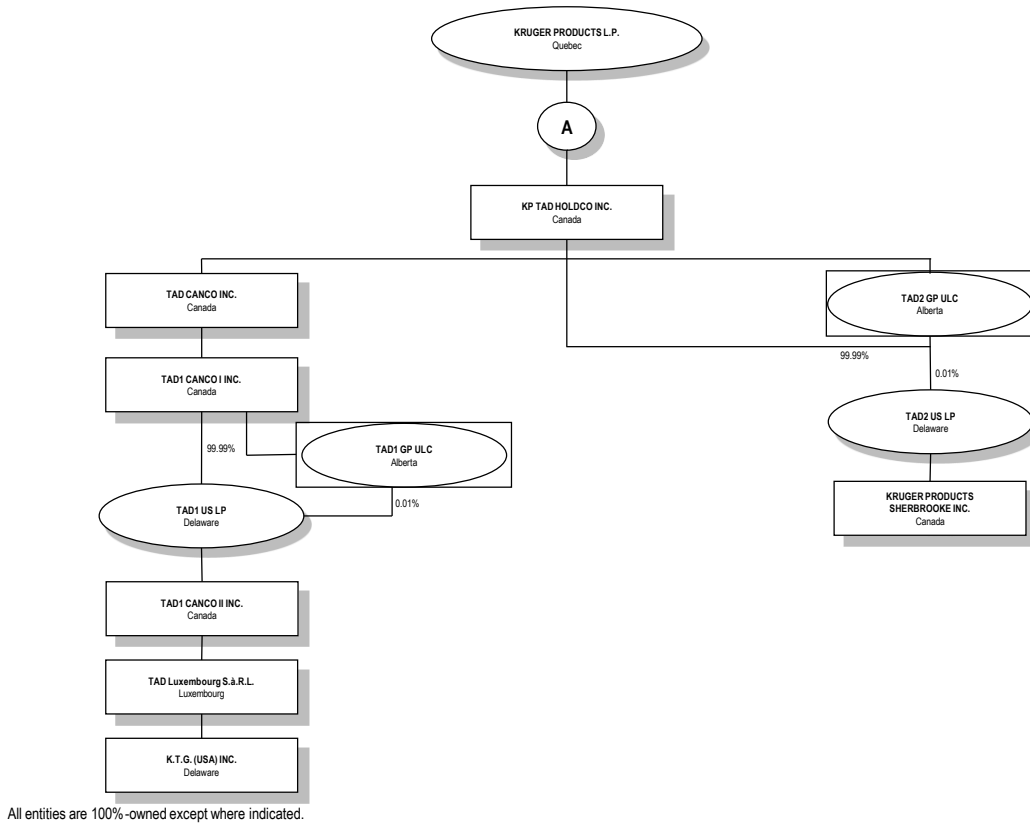 KRUGER PRODUCTS L.P.
Quebec
A
KP TAD HOLDCO INC.
Canada
TAD CANCO INC.
Canada
TAD2 GP ULC
Alberta
TAD1 CANCO I INC.
Canada
99.99%
0.01%
TAD2 US LP
Delaware
99.99%
TAD1 GP ULC
Alberta
0.01%
TAD1 US LP
Delaware
KRUGER PRODUCTS
SHERBROOKE INC.
Canada
TAD1 CANCO II INC.
Canada
TAD Luxembourg S.à.R.L.
Luxembourg
K.T.G. (USA) INC.
Delaware
All entities are 100%-owned except where indicated.